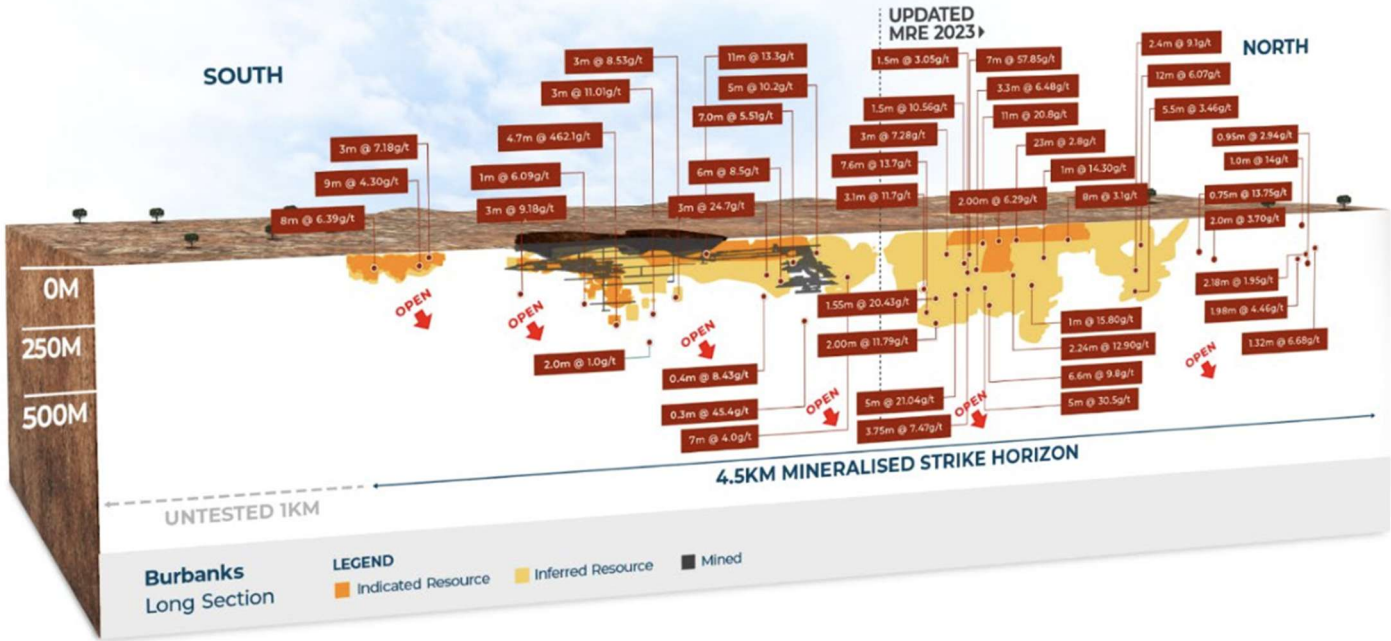 UPDATED
MRE 2023
SOUTH
NORTH
3m @ 8.53g/t
3m @ 11.01g/t
4.7m @ 462.1g/t
3m @ 7.18g/t
9m @ 4.30g/t
8m @ 6.39g/t
1m @ 6.09g/t
3m @ 9.18g/t
11m @ 13.3g/t
5m @ 10.2g/t
7.0m @ 5.51g/t
6m @ 8.5g/t
3m @ 24.7g/t
1.5m @ 3.05g/t
1.5m @ 10.56g/t
3m @ 7.28g/t
7.6m @ 13.7g/t
3.1m @ 11.7g/t
7m @ 57.85g/t
3.3m @ 6.48g/t
11m @ 20.8g/t
23m @ 2.8g/t
1m @ 14.30g/t
2.00m @ 6.29g/t
8m @ 3.1g/t
2.4m @ 9.1g/t
12m @ 6.07g/t
5.5m @ 3.46g/t
0.95m @ 2.94g/t
1.0m @ 14g/t
0.75m @ 13.75g/t
2.0m @ 3.70g/t
0M
250M
500M
OPEN
OPEN
OPEN
OPEN
OPEN
OPEN
2.0m @ 1.0g/t
0.4m @ 8.43g/t
0.3m @ 45.4g/t
7m @ 4.0g/t
1.55m @ 20.43g/t
2.00m @ 11.79g/t
5m @ 21.04g/t
3.75m @ 7.47g/t
1m @ 15.80g/t
2.24m @ 12.90g/t
6.6m @ 9.8g/t
5m @ 30.5g/t
2.18m @ 1.95g/t
1.98m @ 4.46g/t
1.32m @ 6.68g/t
4.5KM MINERALISED STRIKE HORIZON
UNTESTED 1KM
Burbanks
Long Section
LEGEND
Indicated Resource
Inferred Resource
Mined